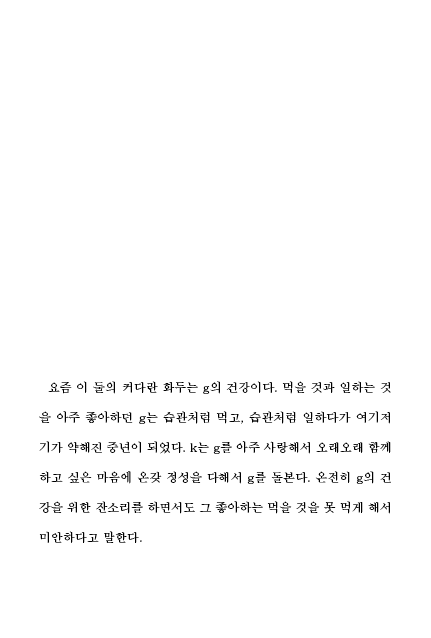 요즘 이 둘의 커다란 화두는 g의 건강이다. 먹을 것과 일하는 것
을 아주 좋아하던 g는 습관처럼 먹고, 습관처럼 일하다가 여기저
기가 약해진 중년이 되었다. k는 g를 아주 사랑해서 오래오래 함께
하고 싶은 마음에 온갖 정성을 다해서 g를 돌본다. 온전히 g의 건
강을 위한 잔소리를 하면서도 그 좋아하는 먹을 것을 못 먹게 해서
미안하다고 말한다.